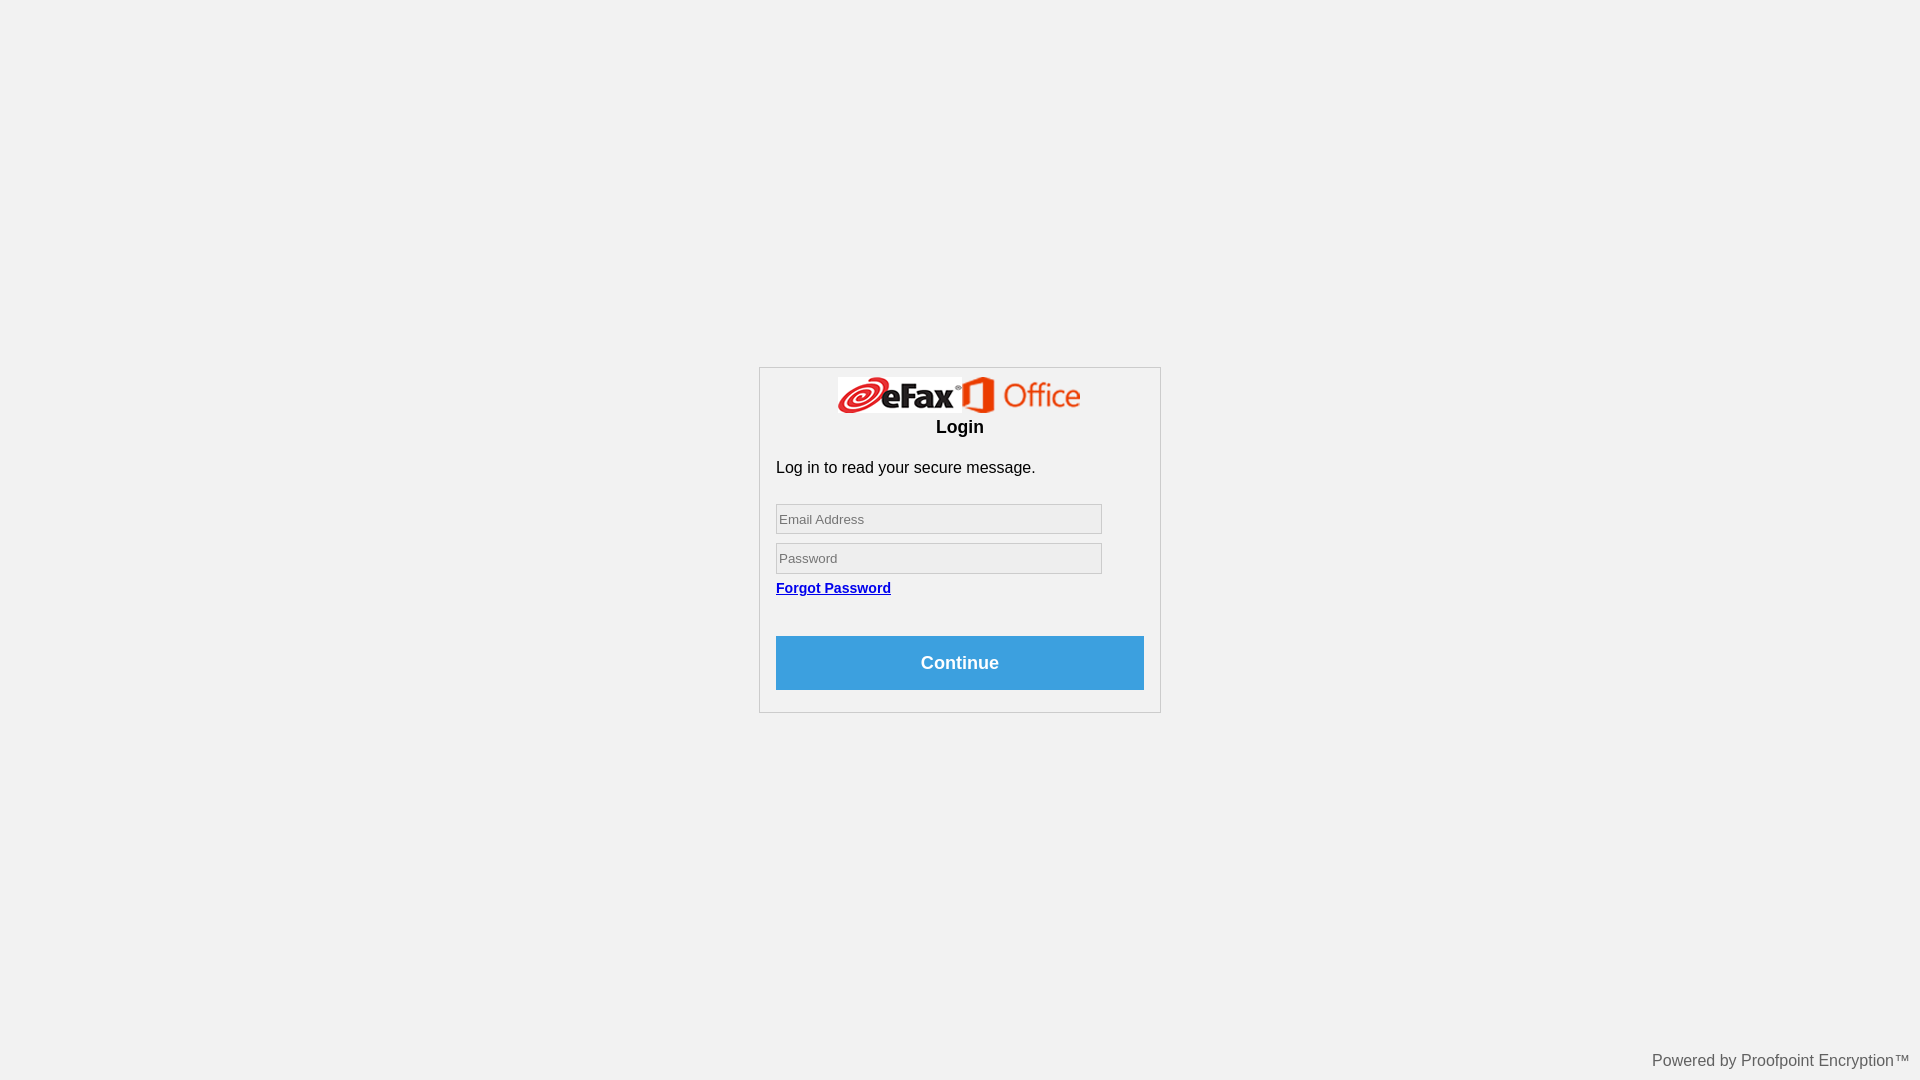 eFax® Office
Login
Log in to read your secure message.
Email Address
Password
Forgot Password
Continue
Powered by Proofpoint Encryption™